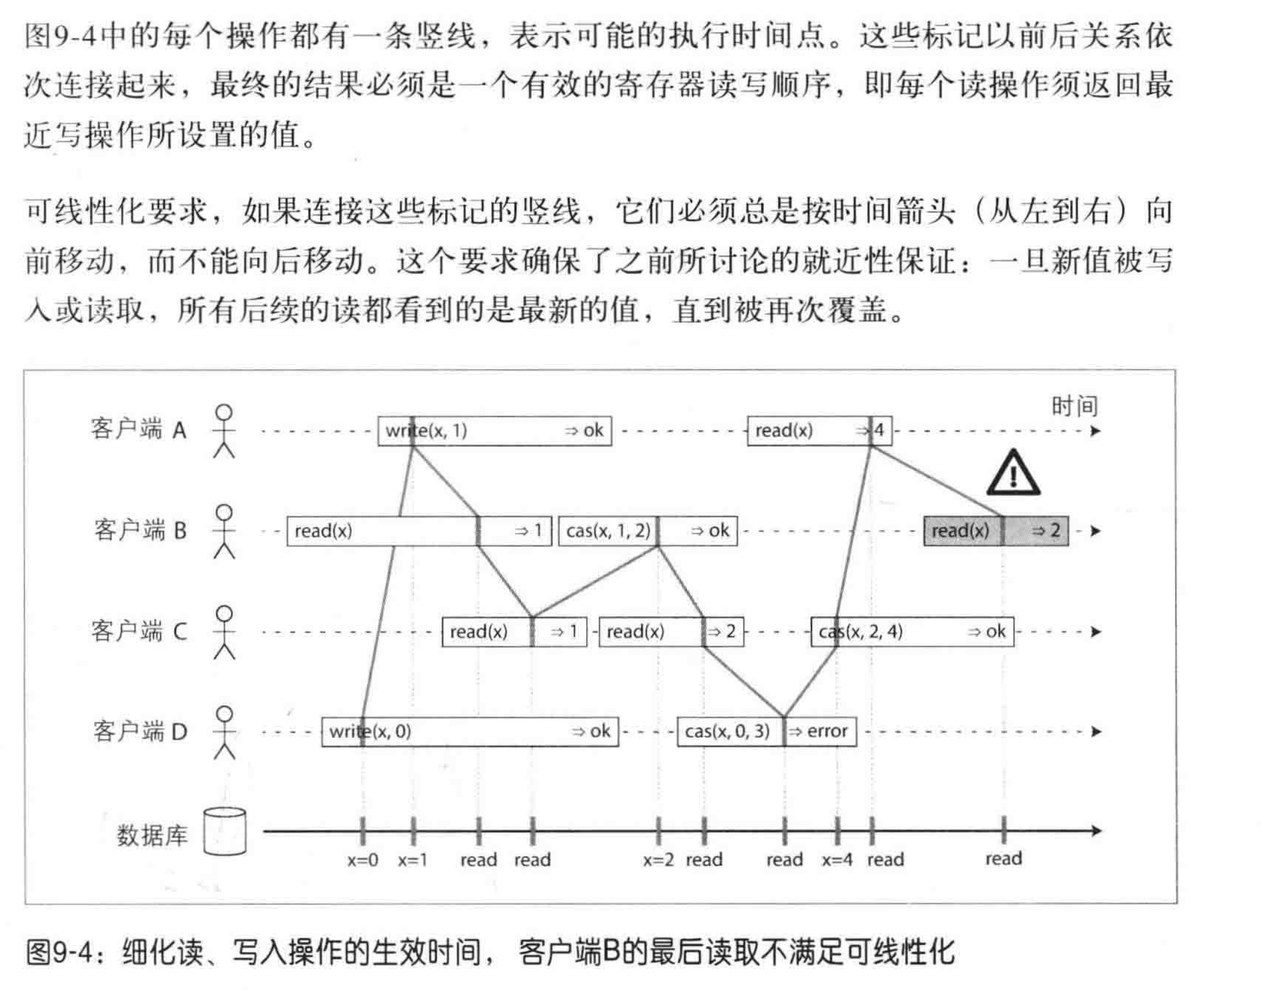 图9-4中的每个操作都有一条竖线，表示可能的执行时间点。这些标记以前后关系依
次连接起来，最终的结果必须是一个有效的寄存器读写顺序，即每个读操作须返回最
近写操作所设置的值。
可线性化要求，如果连接这些标记的竖线，它们必须总是按时间箭头（从左到右）向
前移动，而不能向后移动。这个要求确保了之前所讨论的就近性保证：一旦新值被写
入或读取，所有后续的读都看到的是最新的值，直到被再次覆盖。
时间
客户端 A write(x, 1) ⇒ ok read(x) ⇒ 4
!
客户端 B read(x) ⇒ 1 cas(x, 1, 2) ⇒ ok read(x) ⇒ 2
客户端 C read(x) ⇒ 1 read(x) ⇒ 2 cas(x, 2, 4) ⇒ ok
客户端 D write(x, 0) ⇒ ok cas(x, 0, 3) ⇒ error
数据库
x=0 x=1 read read x=2 read read x=4 read read
图9-4：细化读、写入操作的生效时间， 客户端B的最后读取不满足可线性化